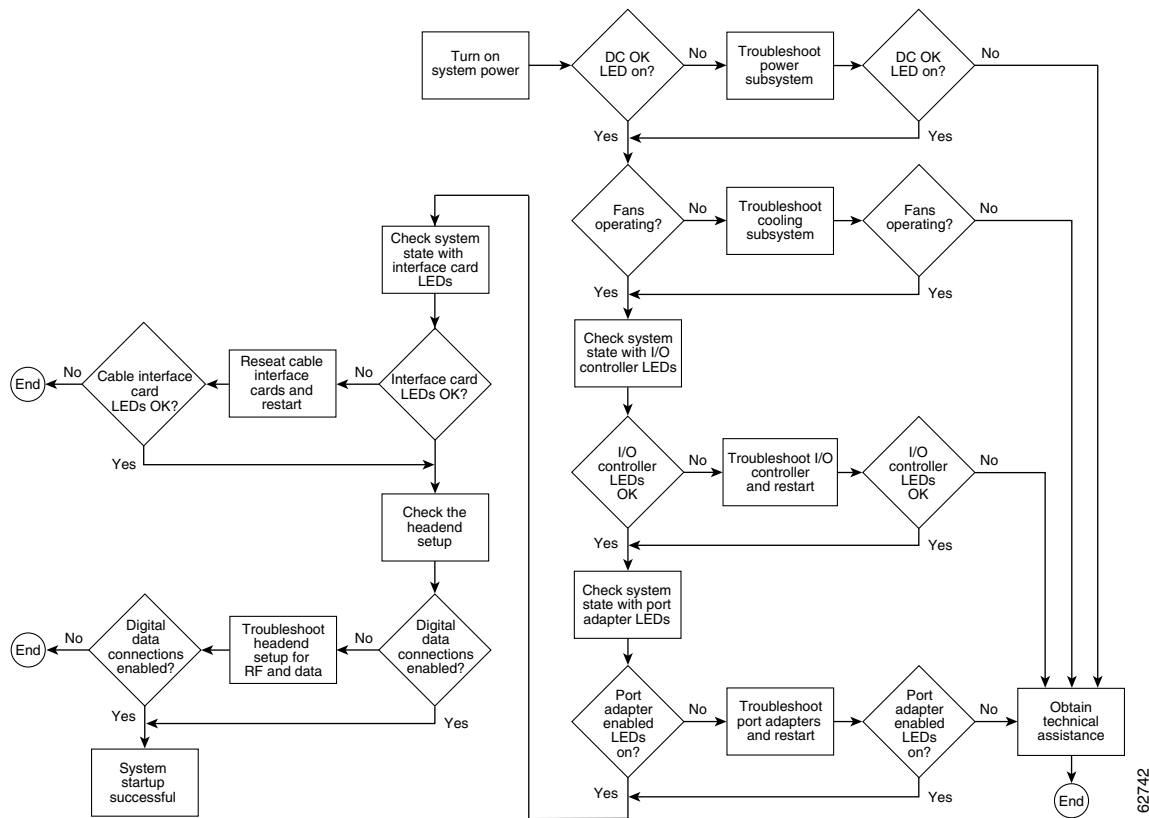 Turn on
system power
DC OK
LED on?
No
Troubleshoot
power
subsystem
DC OK
LED on?
No
Yes
Yes
Fans
operating?
No
Troubleshoot
cooling
subsystem
Fans
operating?
No
Yes
Yes
Check system
state with I/O
controller LEDs
I/O
controller
LEDs
OK
No
Troubleshoot I/O
controller
and restart
I/O
controller
LEDs
OK
No
Yes
Yes
Check system
state with port
adapter LEDs
Port
adapter
enabled
LEDs
on?
No
Troubleshoot
port adapters
and restart
Port
adapter
enabled
LEDs
on?
No
Obtain
technical
assistance
Yes
Yes
End
Check system
state with
interface card
LEDs
Interface card
LEDs OK?
No
Reseat cable
interface
cards and
restart
Cable interface
card
LEDs OK?
No
End
Yes
Yes
Check the
headend
setup
Digital
data
connections
enabled?
No
Troubleshoot
headend
setup for
RF and data
Digital
data
connections
enabled?
No
End
Yes
Yes
System
startup
successful
62742